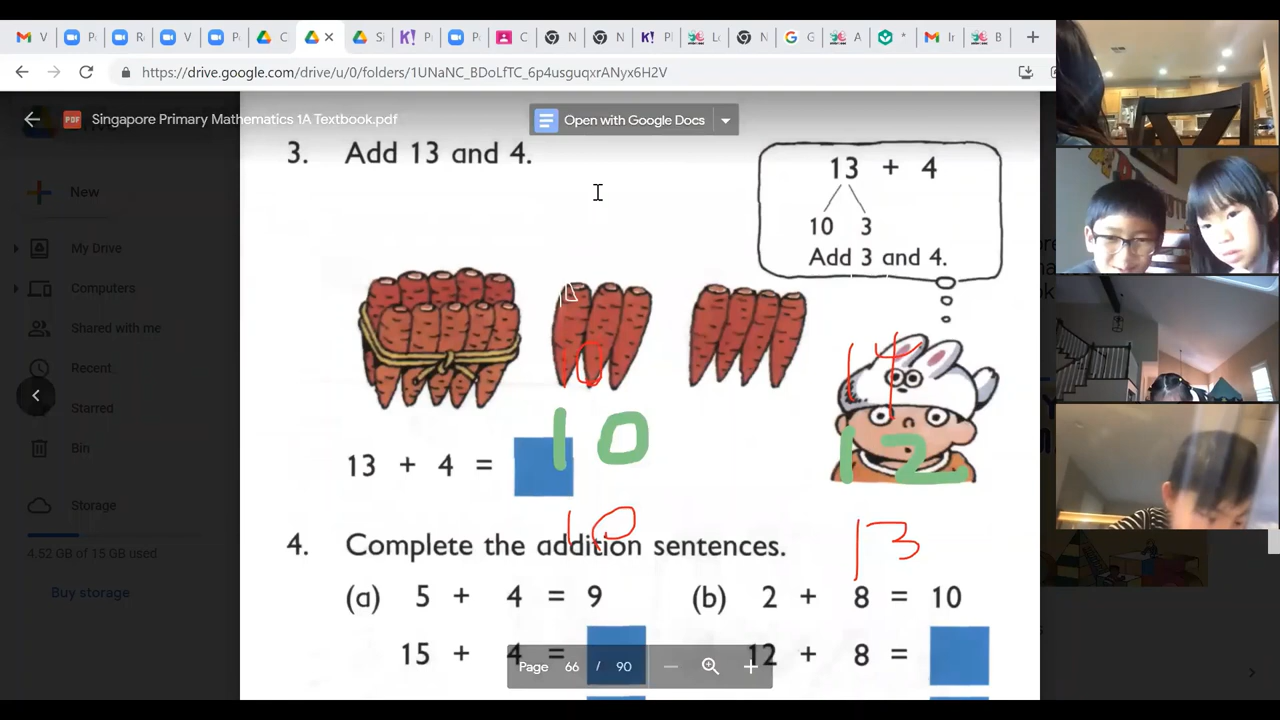 V
P
R
V
P
C
S
P
P
C
N
N
P
L
N
G
A
*
I
B
https://drive.google.com/drive/u/0/folders/1UNaNC_BDoLfTC_6p4usguqxrANyx6H2V
Singapore Primary Mathematics 1A Textbook.pdf
Open with Google Docs
New
My Drive
Computers
Shared with me
Recent
Starred
Bin
Storage
4.52 GB of 15 GB used
Buy storage
3. Add 13 and 4.
13 + 4
10 3
Add 3 and 4.
10
14
10
12
13 + 4 =
10
13
4. Complete the addition sentences.
(a) 5 + 4 = 9
(b) 2 + 8 = 10
15 + 4 =
12 + 8 =
Page 66 / 90